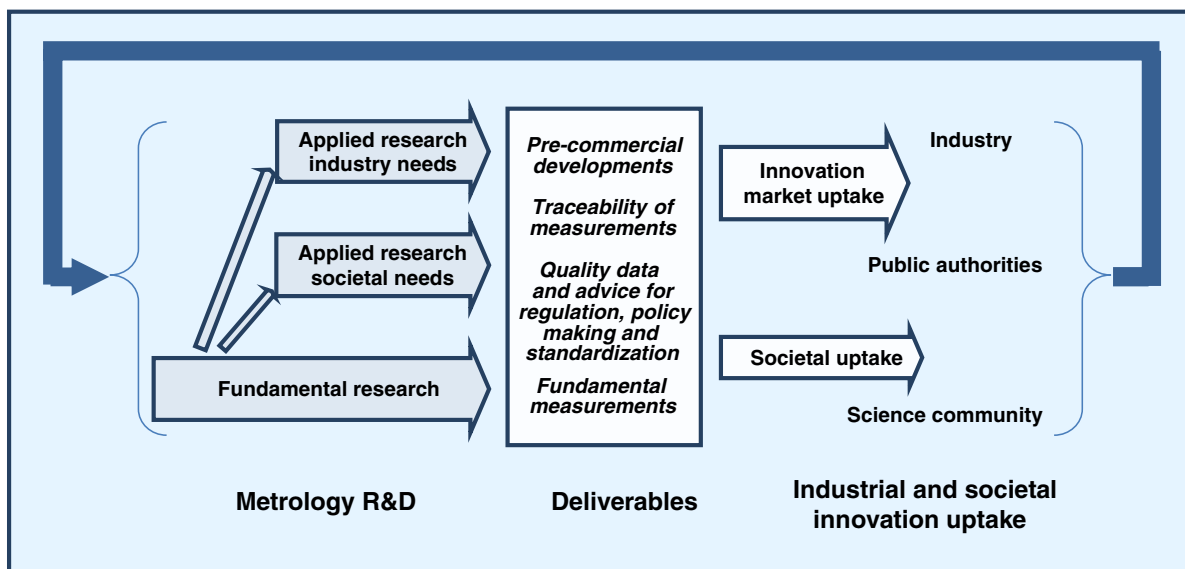 Applied research
industry needs
Applied research
societal needs
Fundamental research
Pre-commercial
developments
Traceability of
measurements
Quality data
and advice for
regulation, policy
making and
standardization
Fundamental
measurements
Innovation
market uptake
Societal uptake
Industry
Public authorities
Science community
Metrology R&D
Deliverables
Industrial and societal
innovation uptake